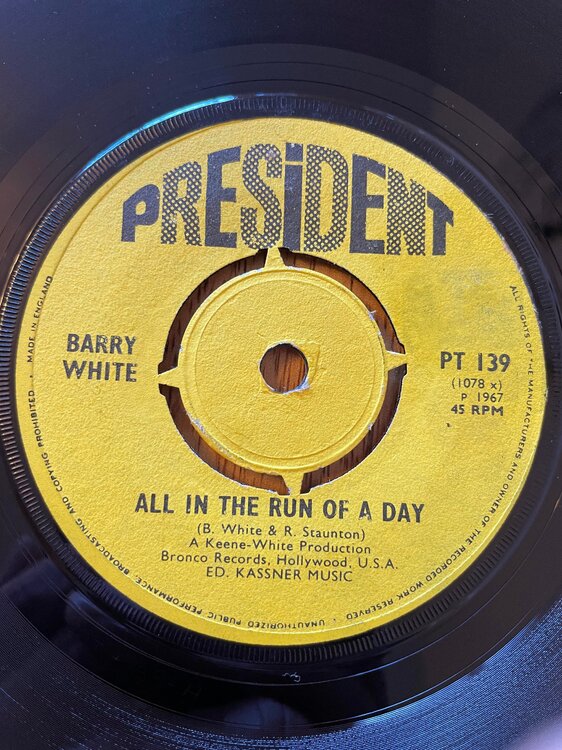 PRESiDENT
BARRY
WHITE
PT 139
(1078 x)
P 1967
45 RPM
ALL IN THE RUN OF A DAY
(B. White & R. Staunton)
A Keene-White Production
Bronco Records, Hollywood, U.S.A.
ED. KASSNER MUSIC
ALL RIGHTS OF THE MANUFACTURERS AND OWNER OF THE RECORDED WORK RESERVED · UNAUTHORIZED PUBLIC PERFORMANCE, BROADCASTING AND COPYING PROHIBITED. · MADE IN ENGLAND